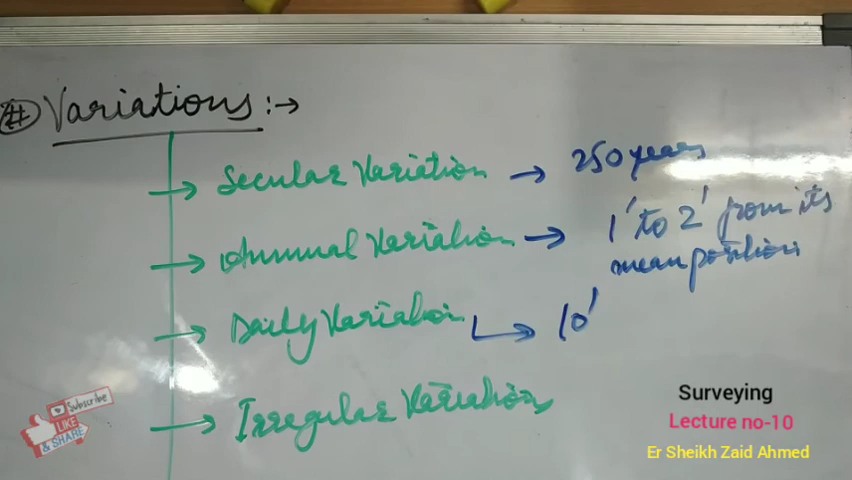 # Variations:→
→ Secular Variation → 250 years
→ Annual Variation → 1' to 2' from its
mean position
→ Daily Variation → 10'
→ Irregular Variations
Subscribe
LIKE
& SHARE
Surveying
Lecture no-10
Er Sheikh Zaid Ahmed